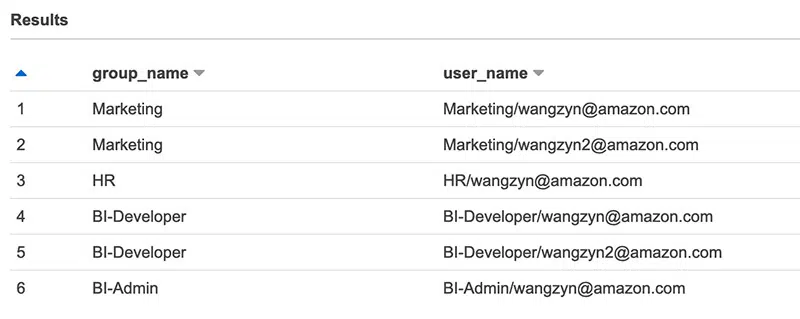 Results
group_name user_name
1 Marketing Marketing/wangzyn@amazon.com
2 Marketing Marketing/wangzyn2@amazon.com
3 HR HR/wangzyn@amazon.com
4 BI-Developer BI-Developer/wangzyn@amazon.com
5 BI-Developer BI-Developer/wangzyn2@amazon.com
6 BI-Admin BI-Admin/wangzyn@amazon.com